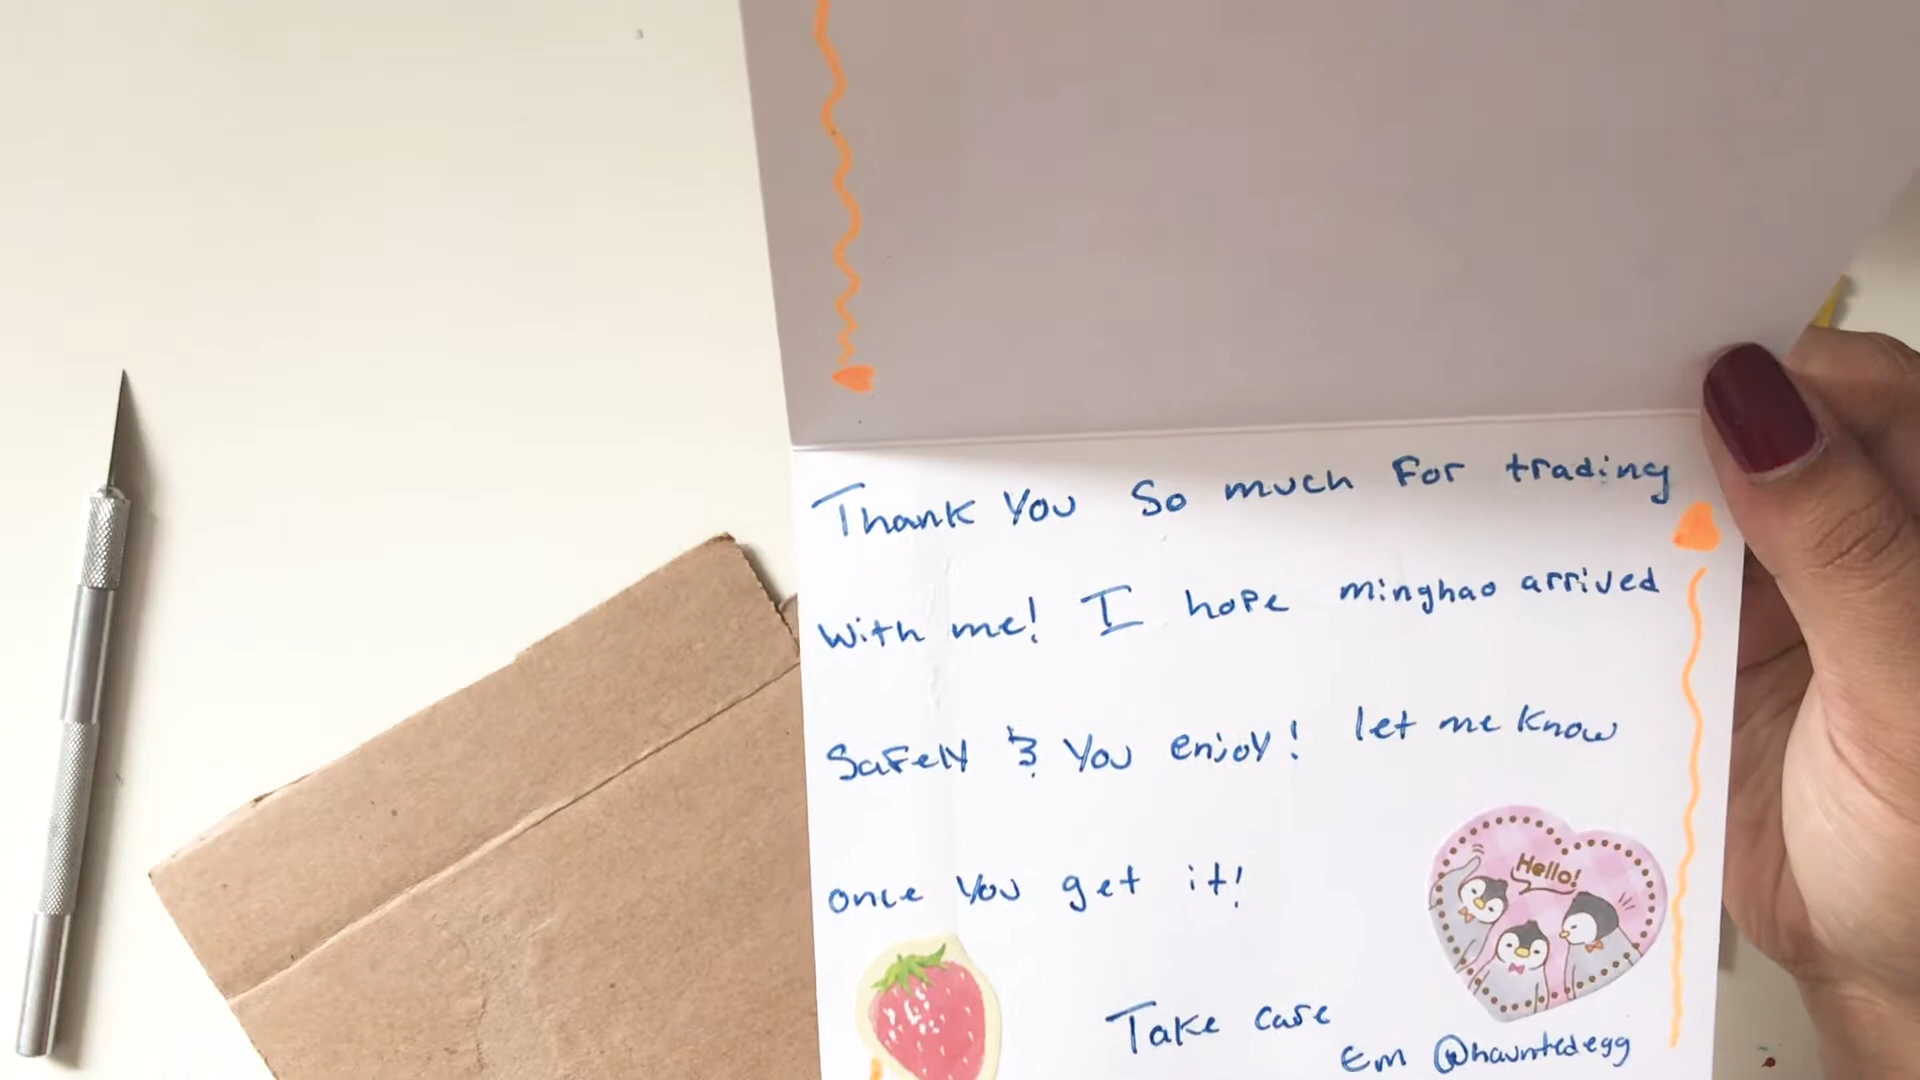 Thank You So much For trading
with me! I hope minghao arrived
Safely & You enjoy! let me know
once you get it!
Hello!
Take care
Em @hauntedegg